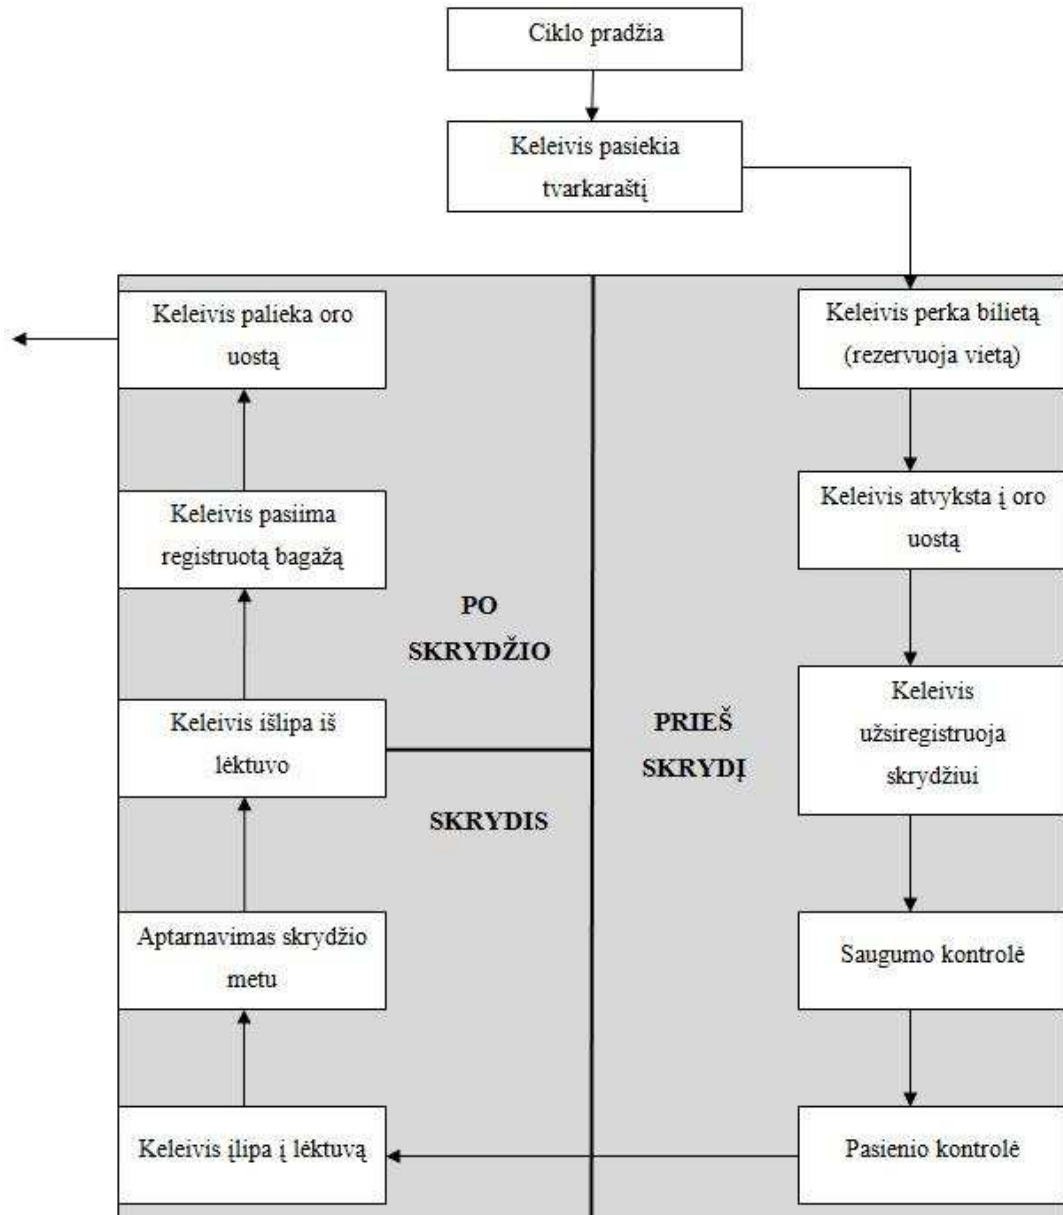 Ciklo pradžia
Keleivis pasiekia
tvarkaraštį
Keleivis perka bilietą
(rezervuoja vietą)
Keleivis atvyksta į oro
uostą
Keleivis
užsiregistruoja
skrydžiui
Saugumo kontrolė
Pasienio kontrolė
PRIEŠ
SKRYDĮ
Keleivis įlipa į lėktuvą
Aptarnavimas skrydžio
metu
SKRYDIS
Keleivis išlipa iš
lėktuvo
Keleivis pasiima
registruotą bagažą
Keleivis palieka oro
uostą
PO
SKRYDŽIO